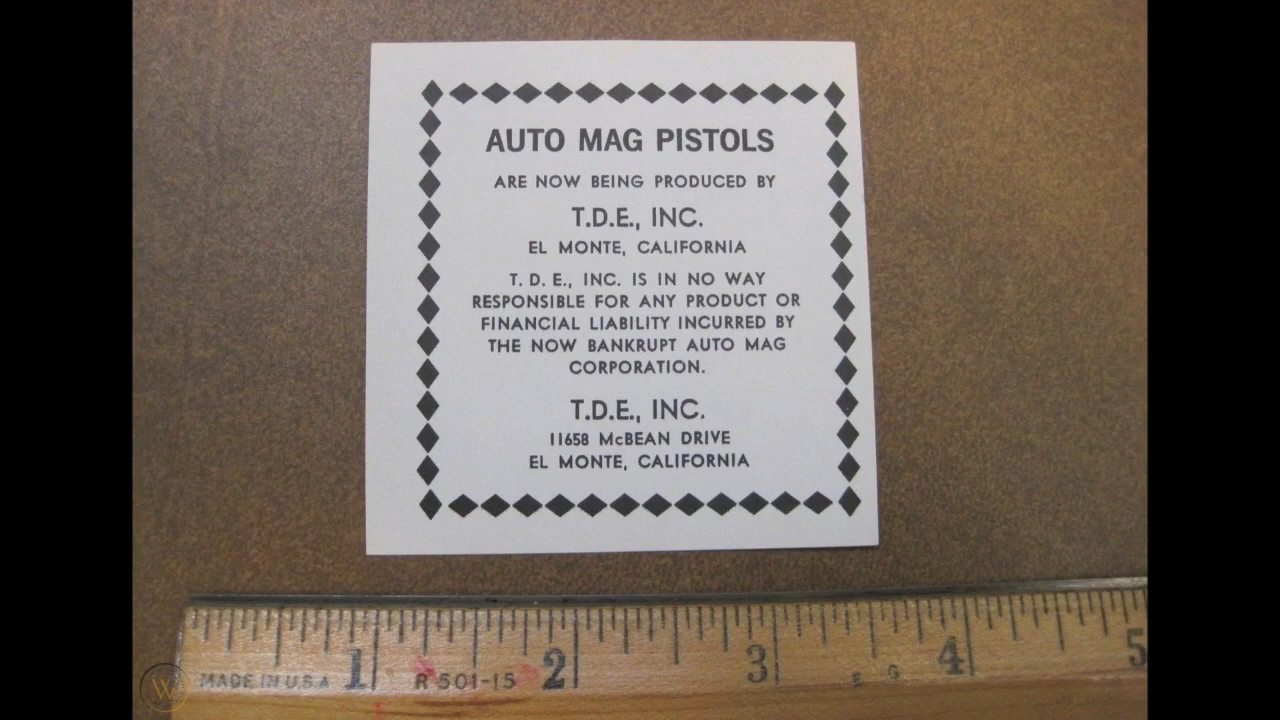 AUTO MAG PISTOLS
ARE NOW BEING PRODUCED BY
T.D.E., INC.
EL MONTE, CALIFORNIA
T. D. E., INC. IS IN NO WAY
RESPONSIBLE FOR ANY PRODUCT OR
FINANCIAL LIABILITY INCURRED BY
THE NOW BANKRUPT AUTO MAG
CORPORATION.
T.D.E., INC.
11658 McBEAN DRIVE
EL MONTE, CALIFORNIA
1 2 3 4 5
MADE IN U.S.A R 501-15 E G
W